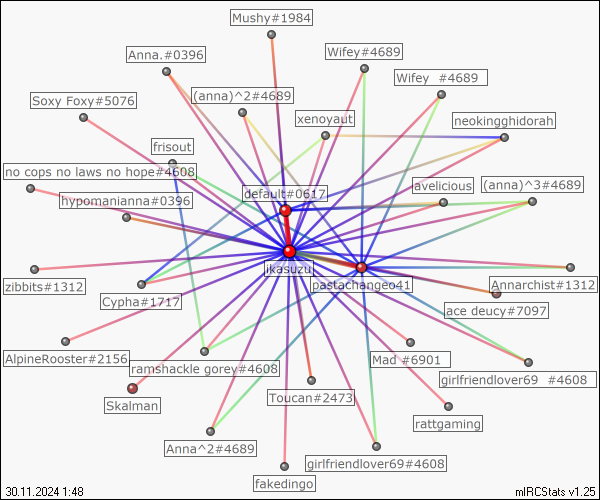 Mushy#1984
Anna.#0396
Wifey#4689
Wifey #4689
Soxy Foxy#5076
(anna)^2#4689
xenoyaut
neokingghidorah
frisout
no cops no laws no hope#4608
default#0617
avelicious
(anna)^3#4689
hypomanianna#0396
ikasuzu
pastachangeo41
zibbits#1312
Cypha#1717
Annarchist#1312
ace deucy#7097
AlpineRooster#2156
ramshackle gorey#4608
Mad #6901
girlfriendlover69 #4608
Skalman
Toucan#2473
rattgaming
Anna^2#4689
girlfriendlover69#4608
fakedingo
30.11.2024 1:48
mIRCStats v1.25